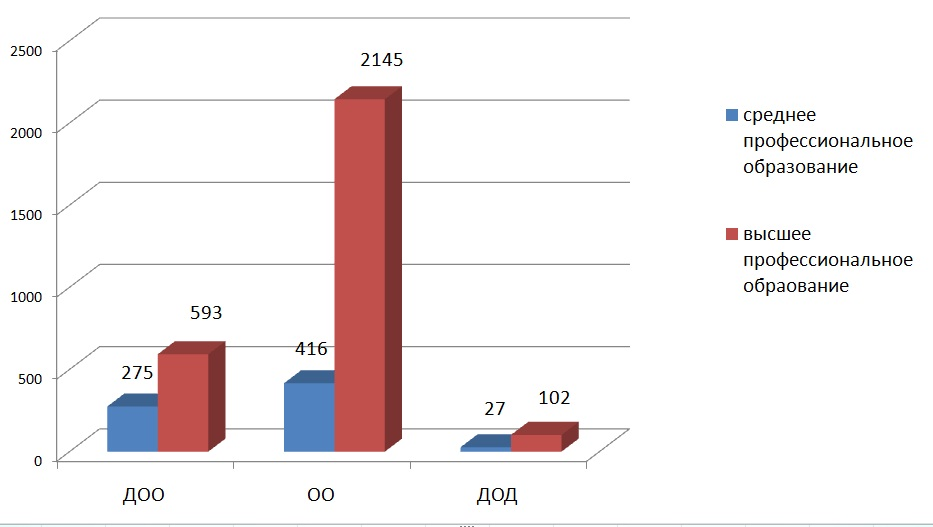 2500
2000
1500
1000
500
0
275
593
416
2145
27
102
ДОО
ОО
ДОД
среднее
профессиональное
образование
высшее
профессиональное
обраование